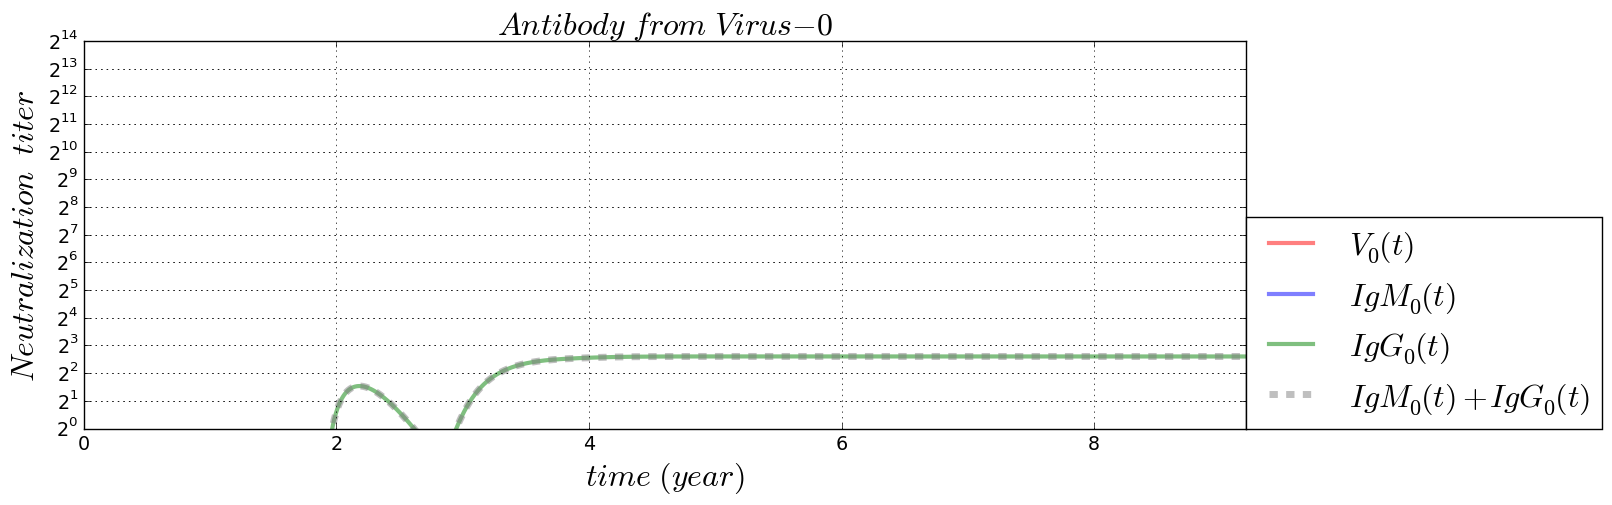 Antibody from Virus−0
Neutralization titer
2^14
2^13
2^12
2^11
2^10
2^9
2^8
2^7
2^6
2^5
2^4
2^3
2^2
2^1
2^0
0 2 4 6 8
time (year)
V_0(t)
IgM_0(t)
IgG_0(t)
IgM_0(t) + IgG_0(t)